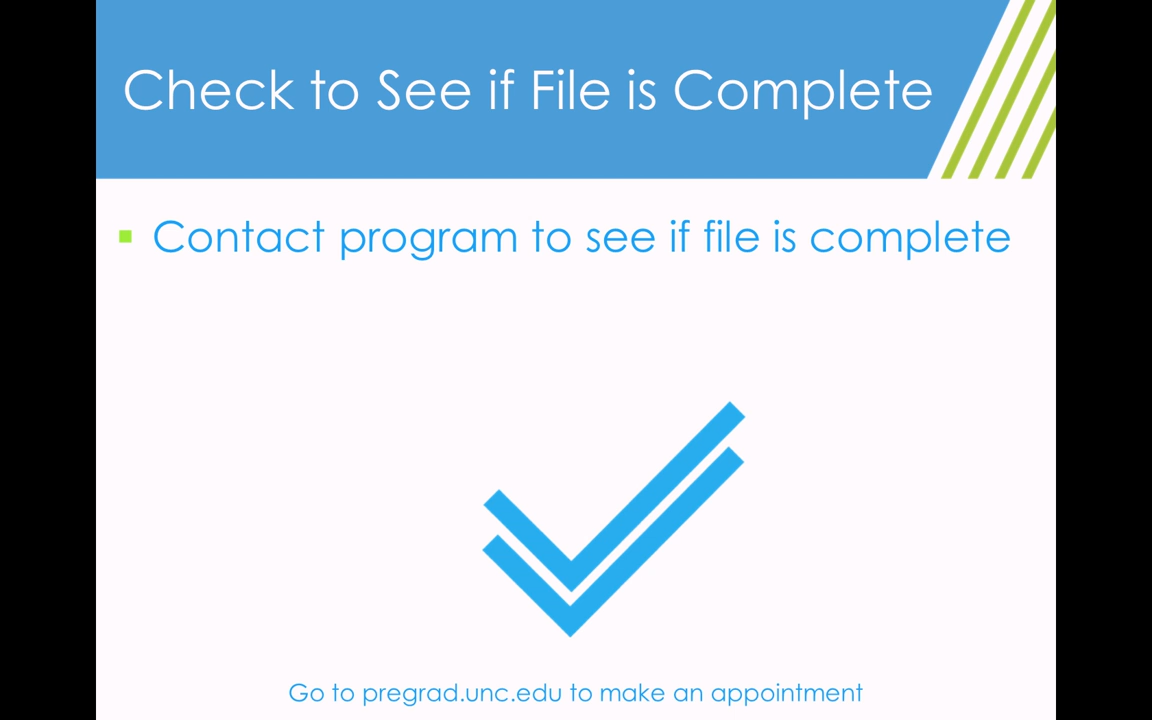 Check to See if File is Complete
Contact program to see if file is complete
Go to pregrad.unc.edu to make an appointment